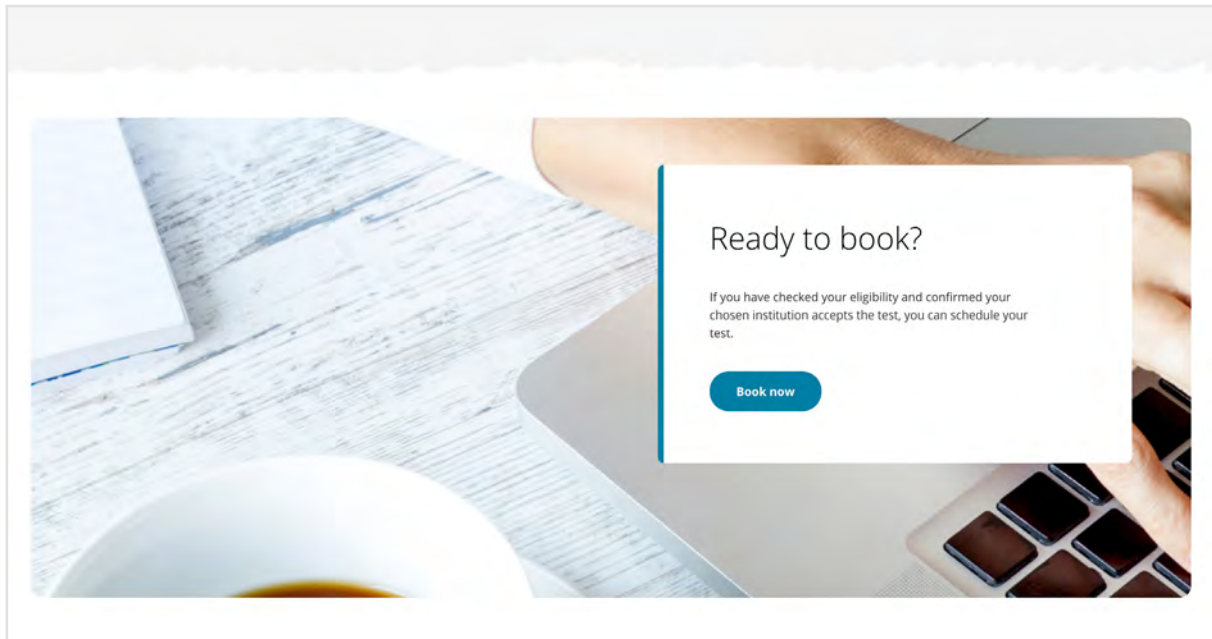 Ready to book?
If you have checked your eligibility and confirmed your
chosen institution accepts the test, you can schedule your
test.
Book now